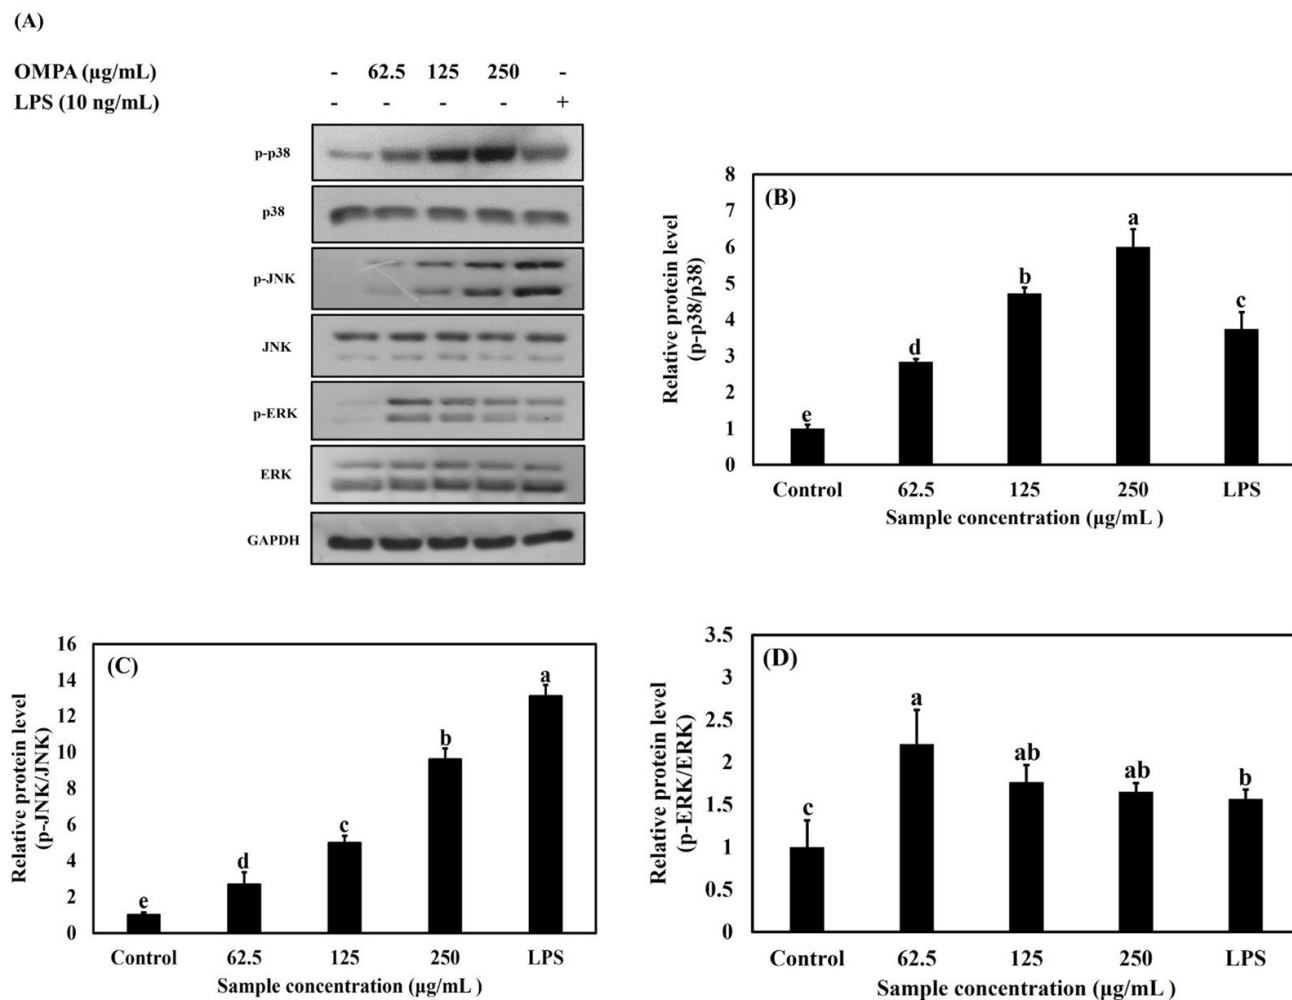 (A)
OMPA (μg/mL) - 62.5 125 250 -
LPS (10 ng/mL) - - - - +
p-p38
p38
p-JNK
JNK
p-ERK
ERK
GAPDH
(B)
Relative protein level
(p-p38/p38)
8
7
6
5
4
3
2
1
0
e
d
b
a
c
Control 62.5 125 250 LPS
Sample concentration (μg/mL )
(C)
Relative protein level
(p-JNK/JNK)
16
14
12
10
8
6
4
2
0
e
d
c
b
a
Control 62.5 125 250 LPS
Sample concentration (μg/mL )
(D)
Relative protein level
(p-ERK/ERK)
3.5
3
2.5
2
1.5
1
0.5
0
c
a
ab
ab
b
Control 62.5 125 250 LPS
Sample concentration (μg/mL )